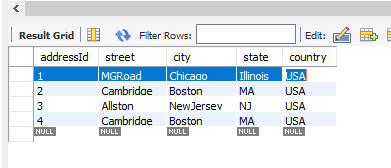 Result Grid Filter Rows: Edit:
addressId street city state country
1 MGRoad Chicago Illinois USA
2 Cambridge Boston MA USA
3 Allston NewJersey NJ USA
4 Cambridge Boston MA USA
NULL NULL NULL NULL NULL